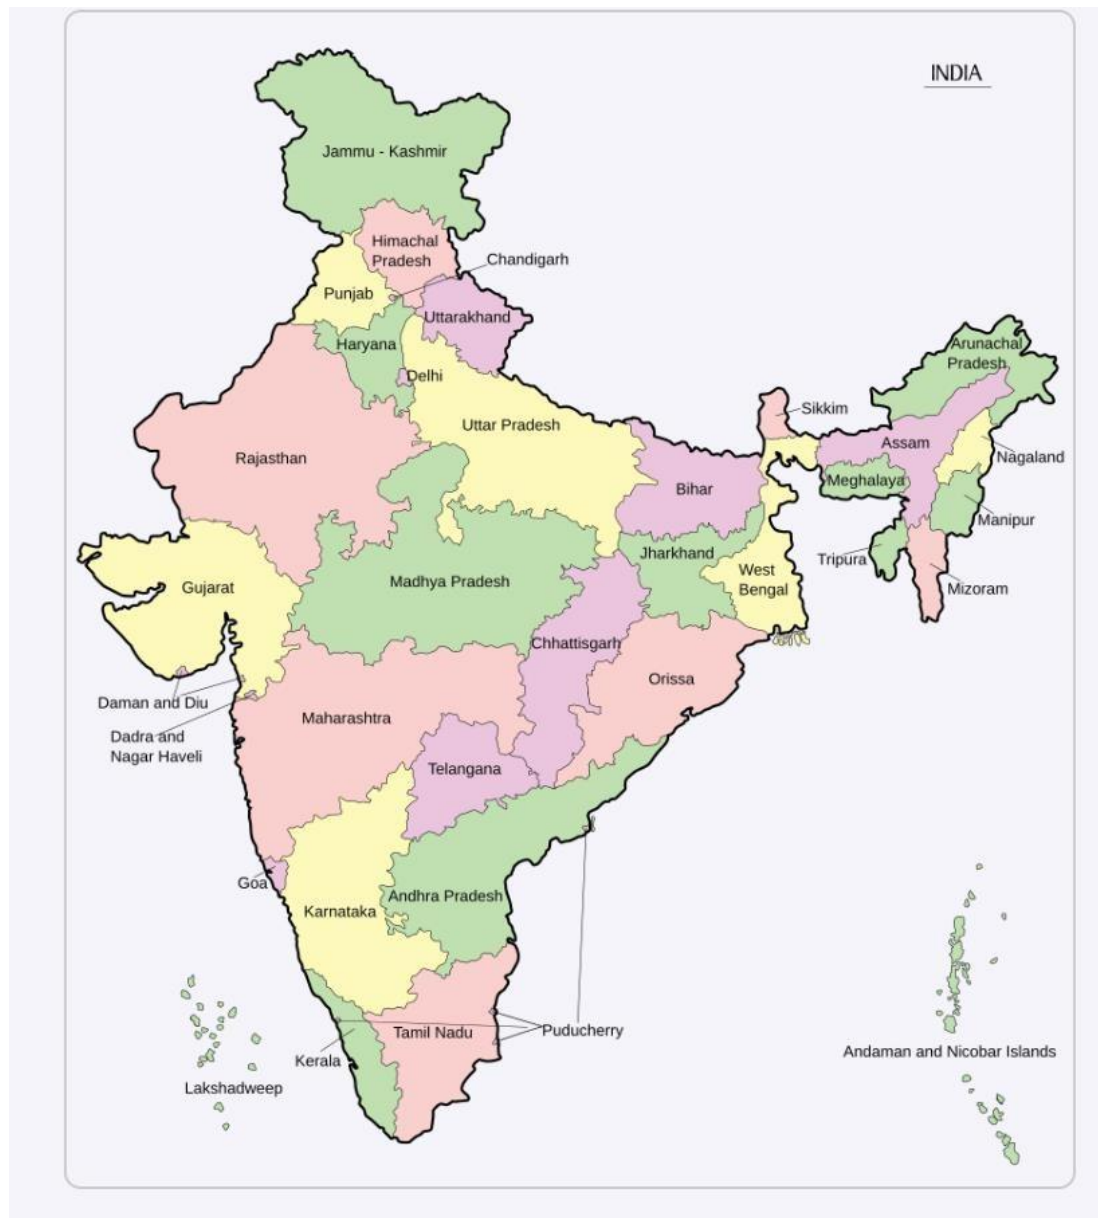 INDIA
Jammu - Kashmir
Himachal
Pradesh
Chandigarh
Punjab
Uttarakhand
Haryana
Delhi
Arunachal
Pradesh
Sikkim
Uttar Pradesh
Assam
Nagaland
Rajasthan
Meghalaya
Bihar
Manipur
Jharkhand
Tripura
West
Bengal
Madhya Pradesh
Gujarat
Mizoram
Chhattisgarh
Orissa
Daman and Diu
Maharashtra
Dadra and
Nagar Haveli
Telangana
Goa
Andhra Pradesh
Karnataka
Puducherry
Tamil Nadu
Andaman and Nicobar Islands
Kerala
Lakshadweep